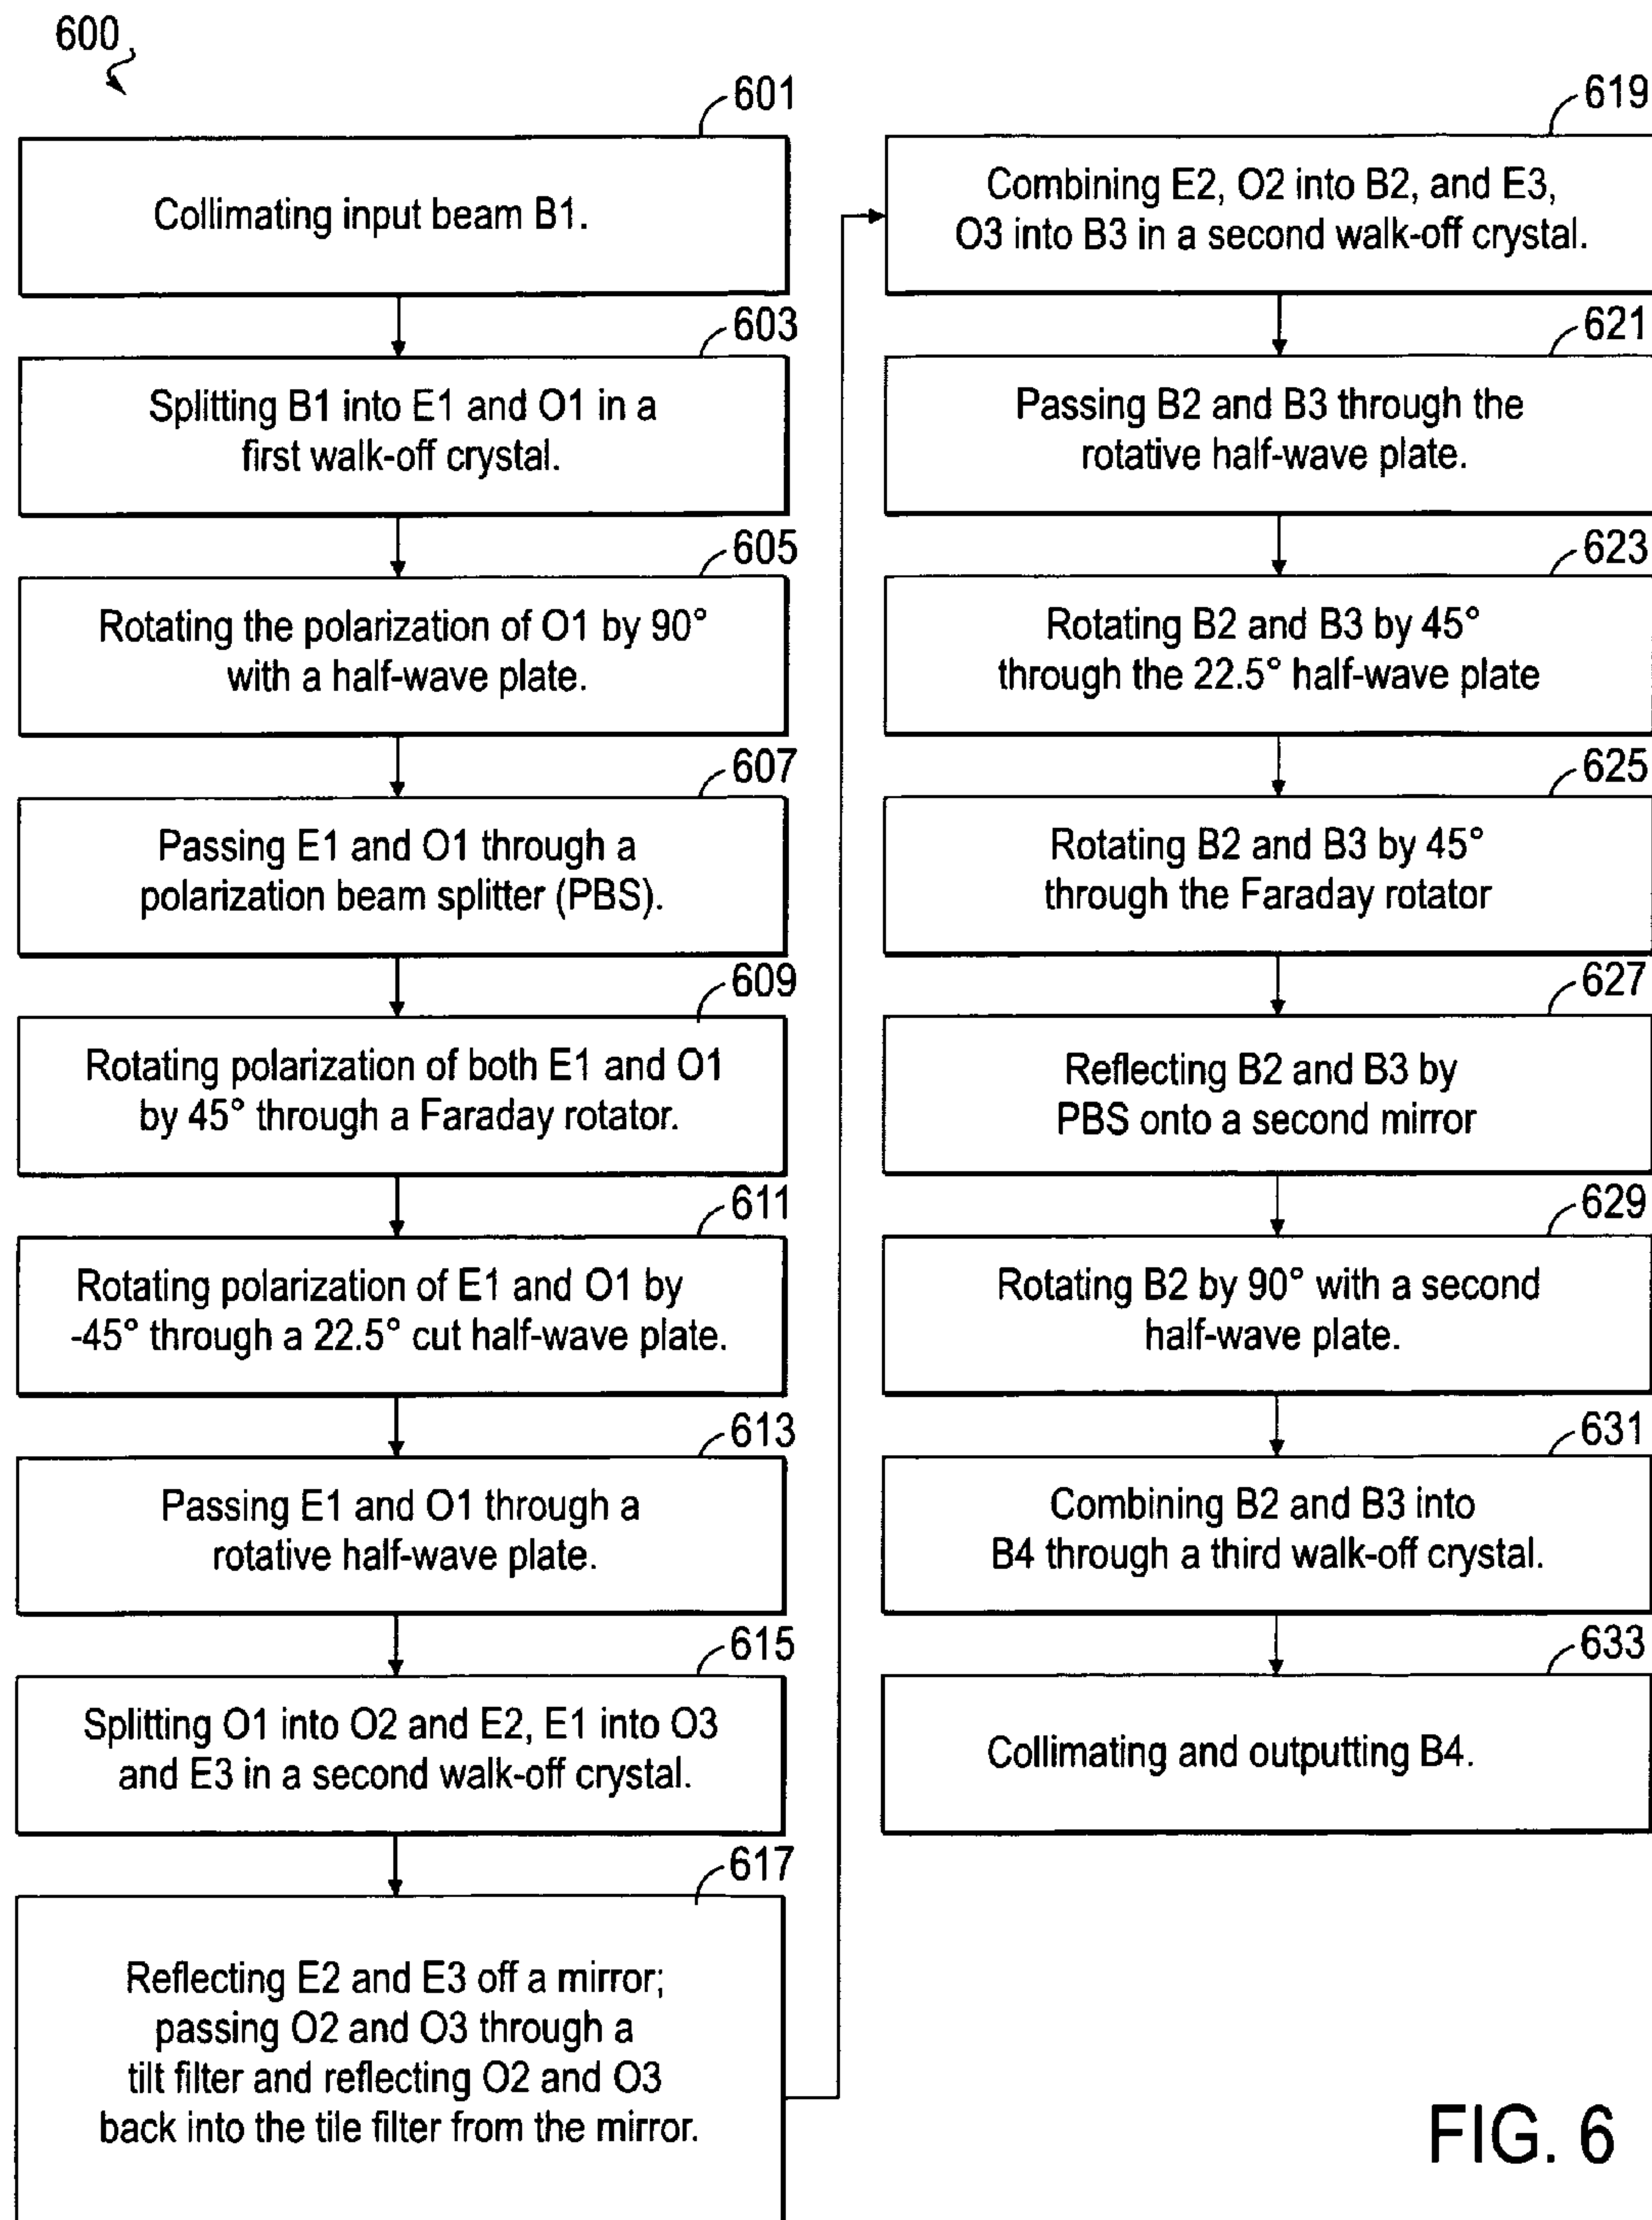 600
601
Collimating input beam B1.
603
Splitting B1 into E1 and O1 in a
first walk-off crystal.
605
Rotating the polarization of O1 by 90°
with a half-wave plate.
607
Passing E1 and O1 through a
polarization beam splitter (PBS).
609
Rotating polarization of both E1 and O1
by 45° through a Faraday rotator.
611
Rotating polarization of E1 and O1 by
-45° through a 22.5° cut half-wave plate.
613
Passing E1 and O1 through a
rotative half-wave plate.
615
Splitting O1 into O2 and E2, E1 into O3
and E3 in a second walk-off crystal.
617
Reflecting E2 and E3 off a mirror;
passing O2 and O3 through a
tilt filter and reflecting O2 and O3
back into the tile filter from the mirror.
619
Combining E2, O2 into B2, and E3,
O3 into B3 in a second walk-off crystal.
621
Passing B2 and B3 through the
rotative half-wave plate.
623
Rotating B2 and B3 by 45°
through the 22.5° half-wave plate
625
Rotating B2 and B3 by 45°
through the Faraday rotator
627
Reflecting B2 and B3 by
PBS onto a second mirror
629
Rotating B2 by 90° with a second
half-wave plate.
631
Combining B2 and B3 into
B4 through a third walk-off crystal.
633
Collimating and outputting B4.
FIG. 6